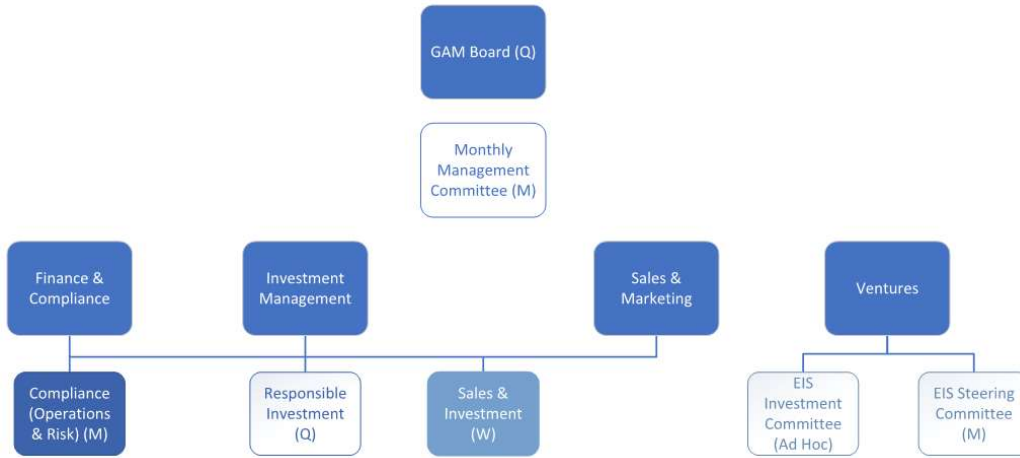 GAM Board (Q)
Monthly
Management
Committee (M)
Finance &
Compliance
Investment
Management
Sales &
Marketing
Ventures
Compliance
(Operations
& Risk) (M)
Responsible
Investment
(Q)
Sales &
Investment
(W)
EIS
Investment
Committee
(Ad Hoc)
EIS Steering
Committee
(M)